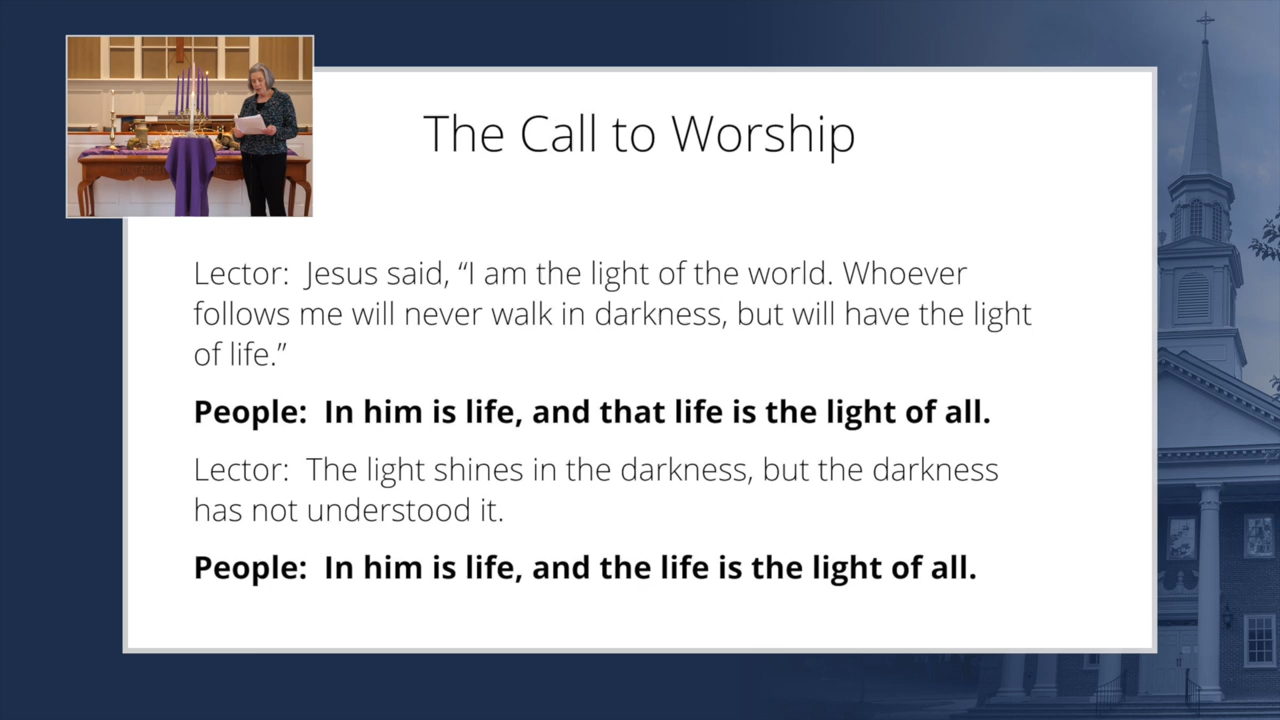 The Call to Worship
Lector:  Jesus said, “I am the light of the world. Whoever
follows me will never walk in darkness, but will have the light
of life.”
People:  In him is life, and that life is the light of all.
Lector:  The light shines in the darkness, but the darkness
has not understood it.
People:  In him is life, and the life is the light of all.